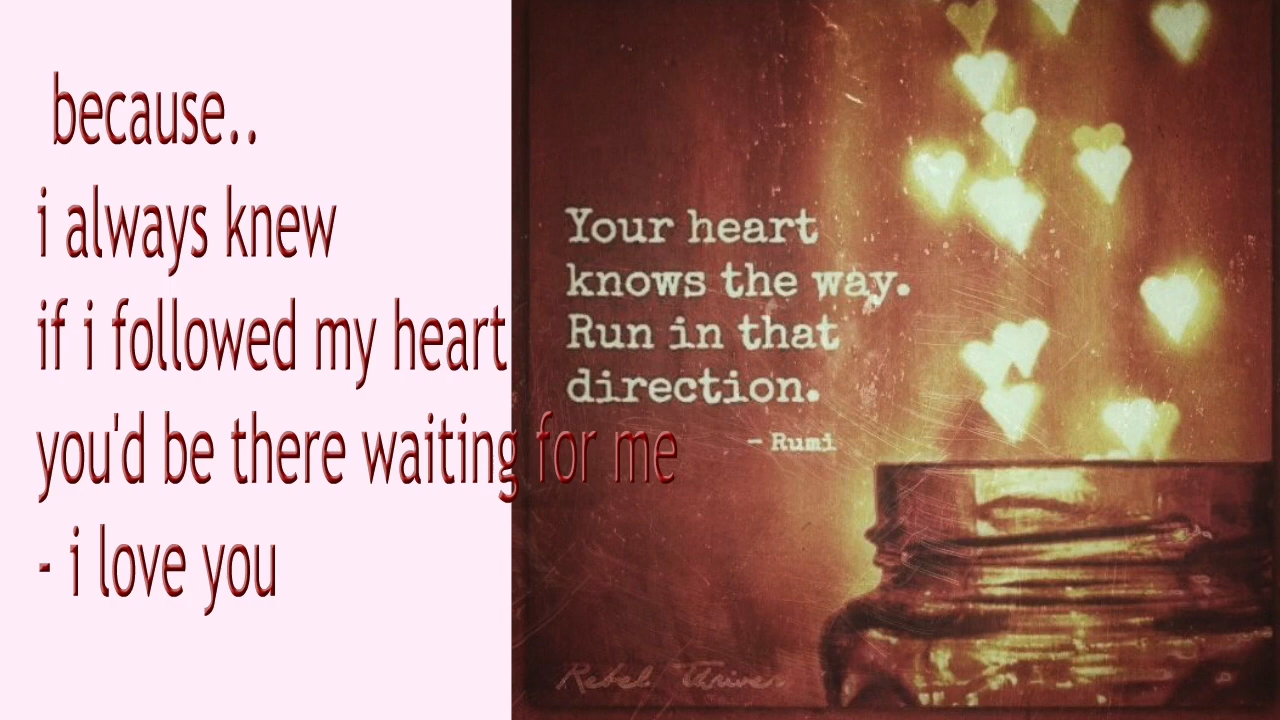 because..
i always knew
if i followed my heart
you'd be there waiting for me
- i love you
Your heart
knows the way.
Run in that
direction.
- Rumi
Rebel Thriver